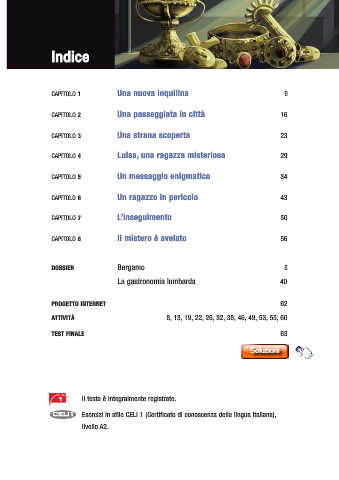 Indice
CAPITOLO 1 Una nuova inquilina 9
CAPITOLO 2 Una passeggiata in città 16
CAPITOLO 3 Una strana scoperta 23
CAPITOLO 4 Luisa, una ragazza misteriosa 29
CAPITOLO 5 Un messaggio enigmatico 34
CAPITOLO 6 Un ragazzo in pericolo 43
CAPITOLO 7 L'inseguimento 50
CAPITOLO 8 Il mistero è svelato 56
DOSSIER Bergamo 5
La gastronomia lombarda 40
PROGETTO INTERNET 62
ATTIVITÀ 8, 13, 19, 22, 26, 32, 38, 46, 49, 53, 55, 60
TEST FINALE 63
Soluzioni
1 Il testo è integralmente registrato.
CELI1 Esercizi in stile CELI 1 (Certificato di conoscenza della lingua italiana),
livello A2.